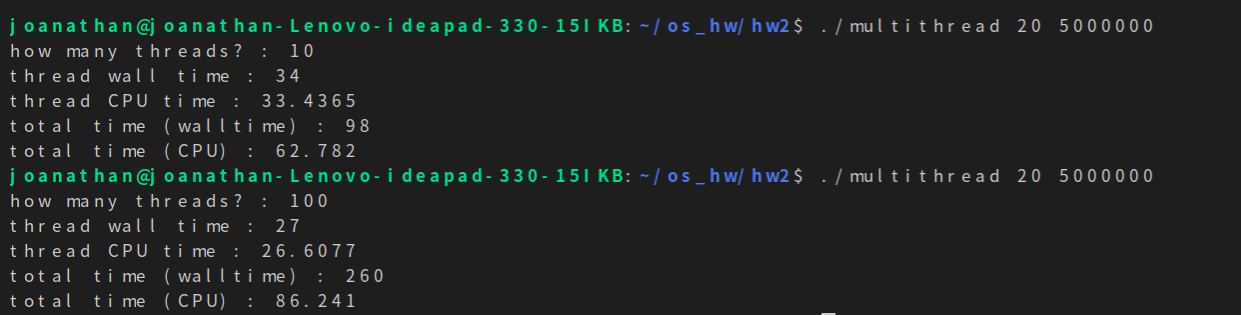 joanathan@joanathan-Lenovo-ideapad-330-15IKB:~/os_hw/hw2$ ./multithread 20 5000000
how many threads? : 10
thread wall time : 34
thread CPU time : 33.4365
total time (walltime) : 98
total time (CPU) : 62.782
joanathan@joanathan-Lenovo-ideapad-330-15IKB:~/os_hw/hw2$ ./multithread 20 5000000
how many threads? : 100
thread wall time : 27
thread CPU time : 26.6077
total time (walltime) : 260
total time (CPU) : 86.241